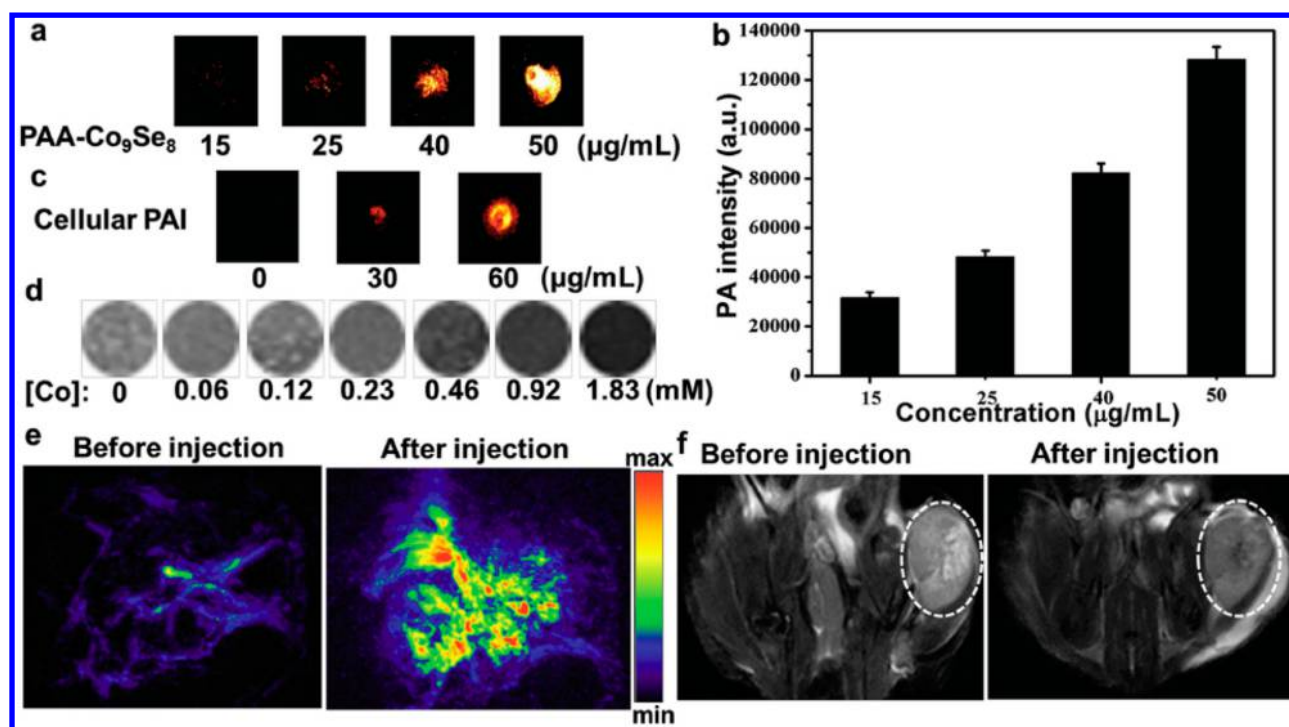 a
PAA-Co₉Se₈ 15 25 40 50 (µg/mL)
b
PA intensity (a.u.)
140000
120000
100000
80000
60000
40000
20000
0
15 25 40 50
Concentration (µg/mL)
c
Cellular PAI
0 30 60 (µg/mL)
d
[Co]: 0 0.06 0.12 0.23 0.46 0.92 1.83 (mM)
e
Before injection After injection
max
min
f
Before injection After injection